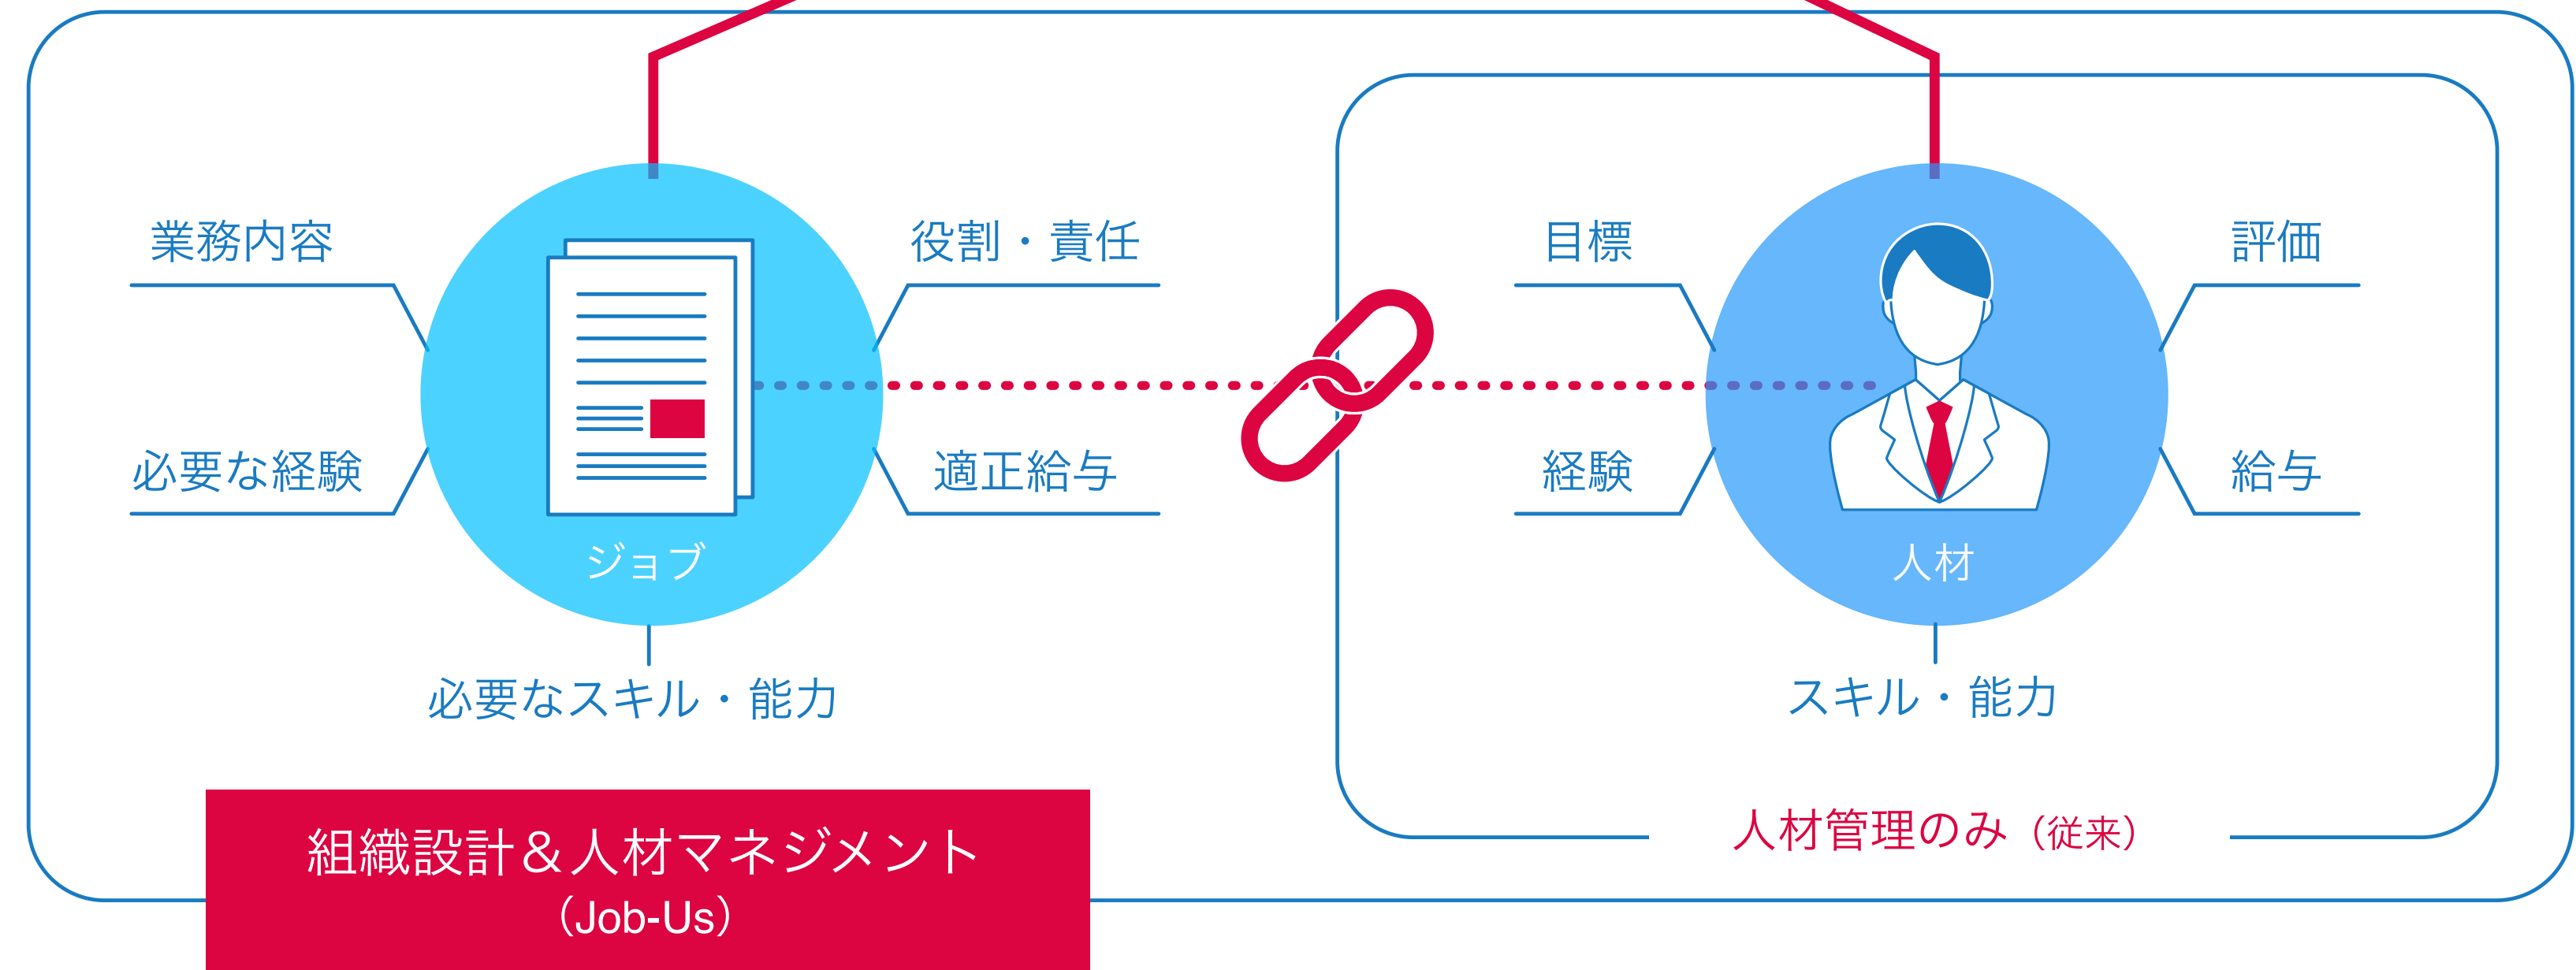 業務内容
役割・責任
必要な経験
適正給与
ジョブ
必要なスキル・能力
組織設計＆人材マネジメント
（Job-Us）
目標
評価
経験
給与
人材
スキル・能力
人材管理のみ（従来）